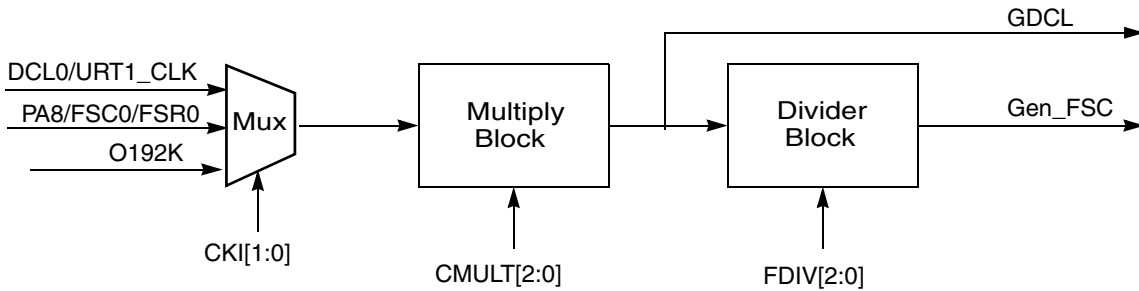 GDCL
DCL0/URT1_CLK
PA8/FSC0/FSR0
O192K
Mux
Multiply
Block
Divider
Block
Gen_FSC
CKI[1:0]
CMULT[2:0]
FDIV[2:0]